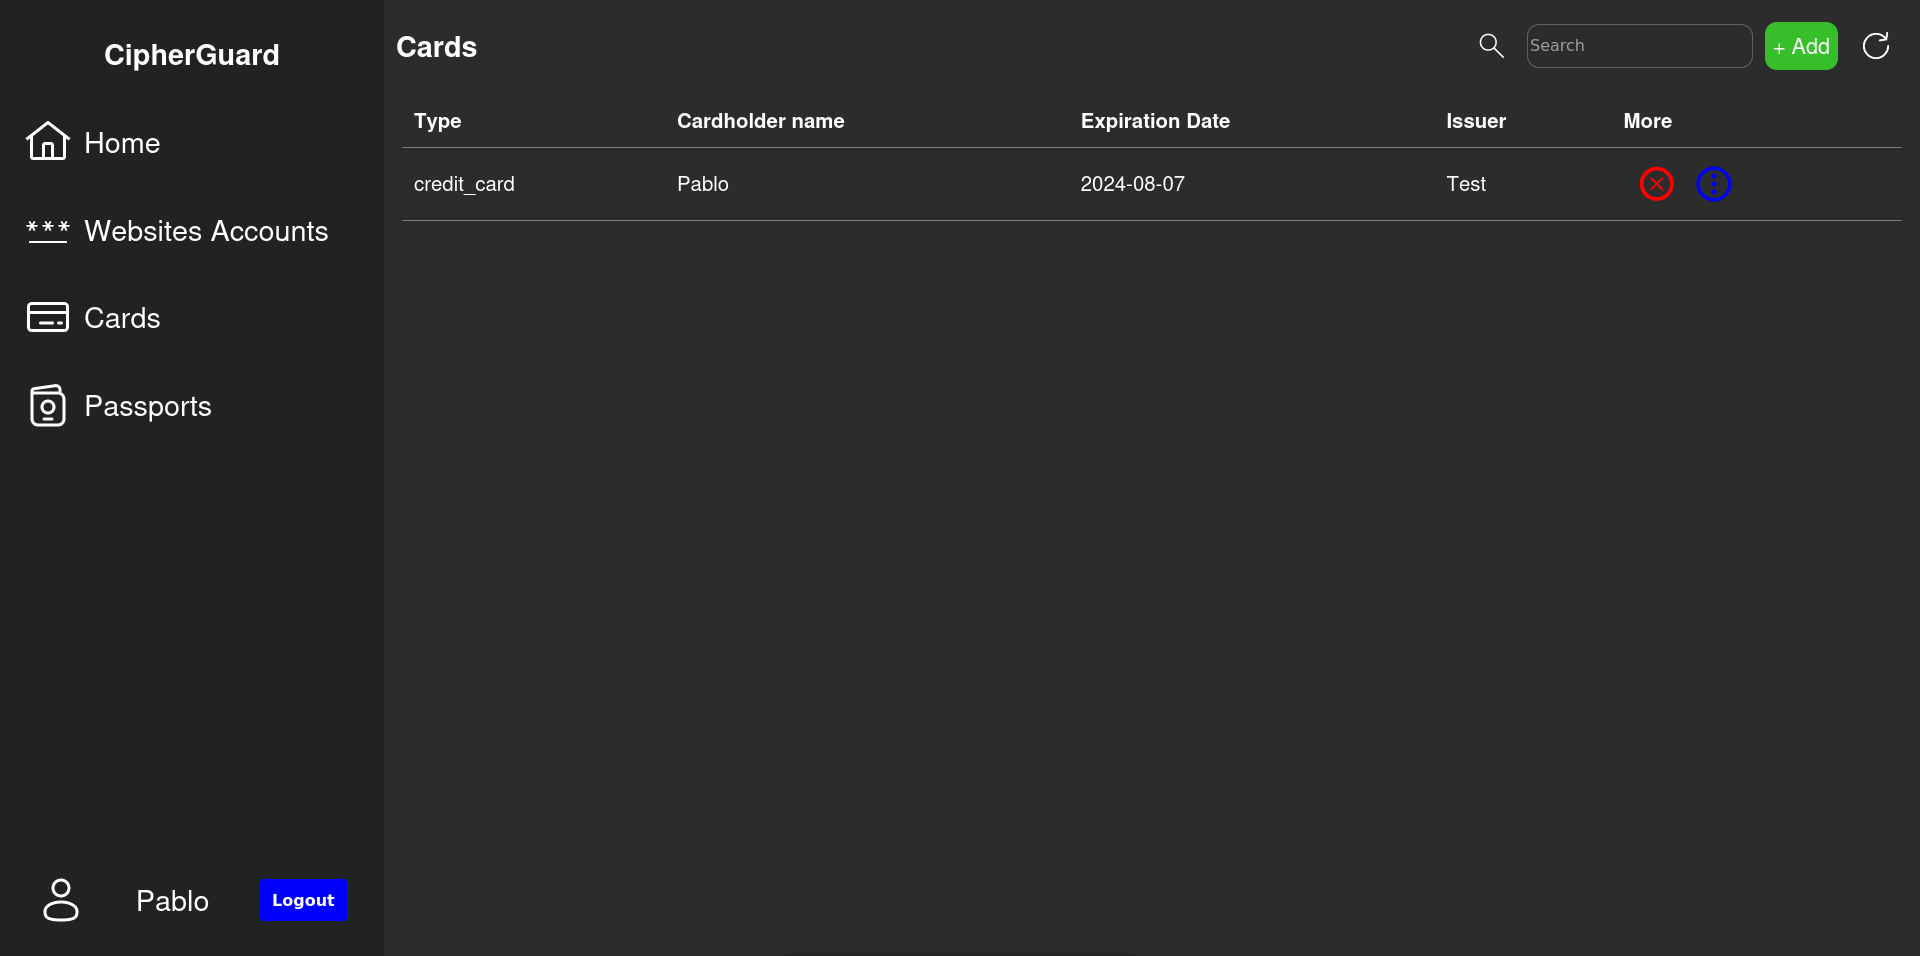 CipherGuard
Home
*** Websites Accounts
Cards
Passports
Pablo
Logout
Cards
Search
+ Add
Type Cardholder name Expiration Date Issuer More
credit_card Pablo 2024-08-07 Test